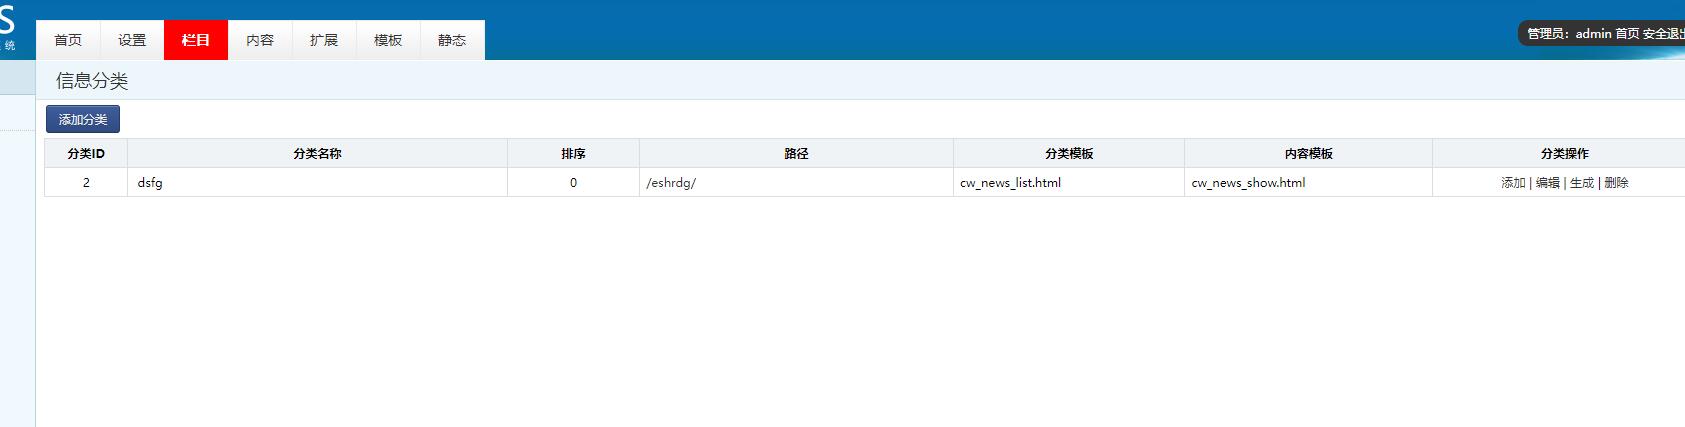 S
统
首页 设置 栏目 内容 扩展 模板 静态
管理员：admin 首页 安全退出
信息分类
添加分类
分类ID 分类名称 排序 路径 分类模板 内容模板 分类操作
2 dsfg 0 /eshrdg/ cw_news_list.html cw_news_show.html 添加 | 编辑 | 生成 | 删除